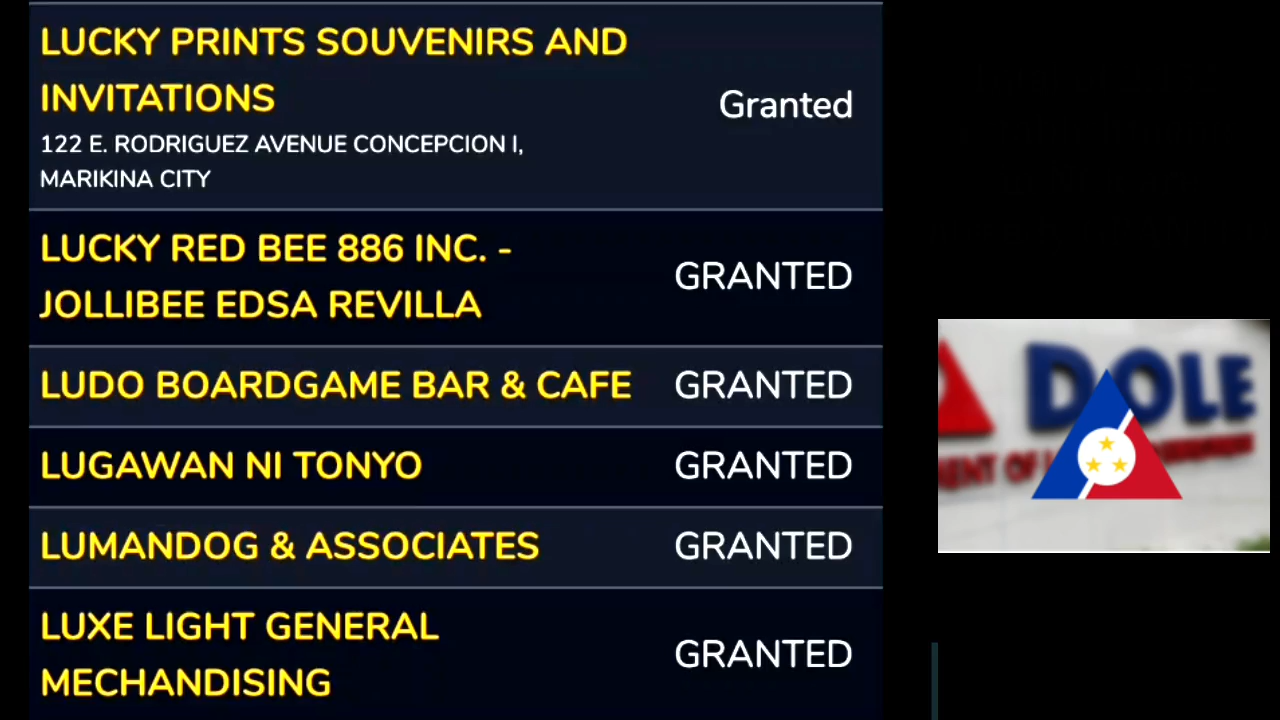 LUCKY PRINTS SOUVENIRS AND
INVITATIONS
122 E. RODRIGUEZ AVENUE CONCEPCION I,
MARIKINA CITY
Granted
LUCKY RED BEE 886 INC. -
JOLLIBEE EDSA REVILLA
GRANTED
LUDO BOARDGAME BAR & CAFE
GRANTED
LUGAWAN NI TONYO
GRANTED
LUMANDOG & ASSOCIATES
GRANTED
LUXE LIGHT GENERAL
MECHANDISING
GRANTED
DOLE
OF